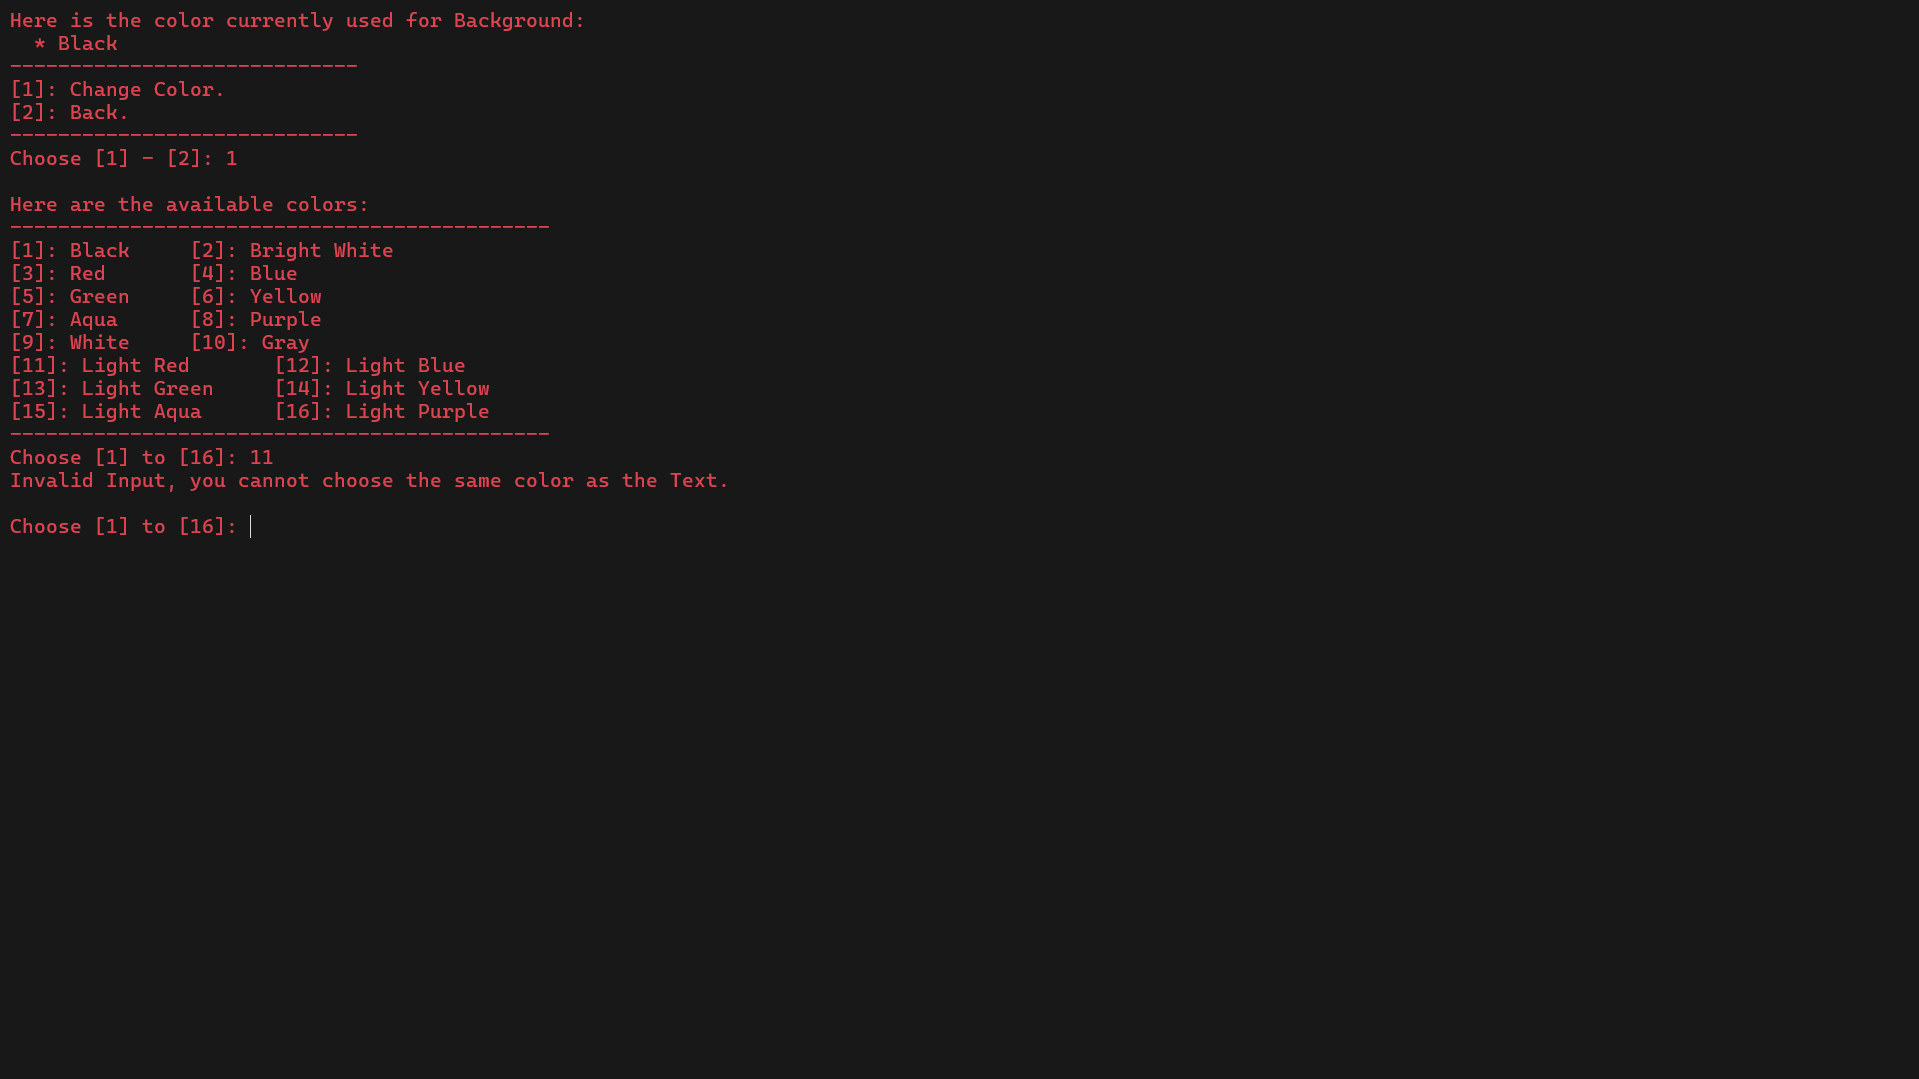 Here is the color currently used for Background:
  * Black
-----------------------------
[1]: Change Color.
[2]: Back.
-----------------------------
Choose [1] - [2]: 1

Here are the available colors:
---------------------------------------------
[1]: Black     [2]: Bright White
[3]: Red       [4]: Blue
[5]: Green     [6]: Yellow
[7]: Aqua      [8]: Purple
[9]: White     [10]: Gray
[11]: Light Red       [12]: Light Blue
[13]: Light Green     [14]: Light Yellow
[15]: Light Aqua      [16]: Light Purple
---------------------------------------------
Choose [1] to [16]: 11
Invalid Input, you cannot choose the same color as the Text.

Choose [1] to [16]: